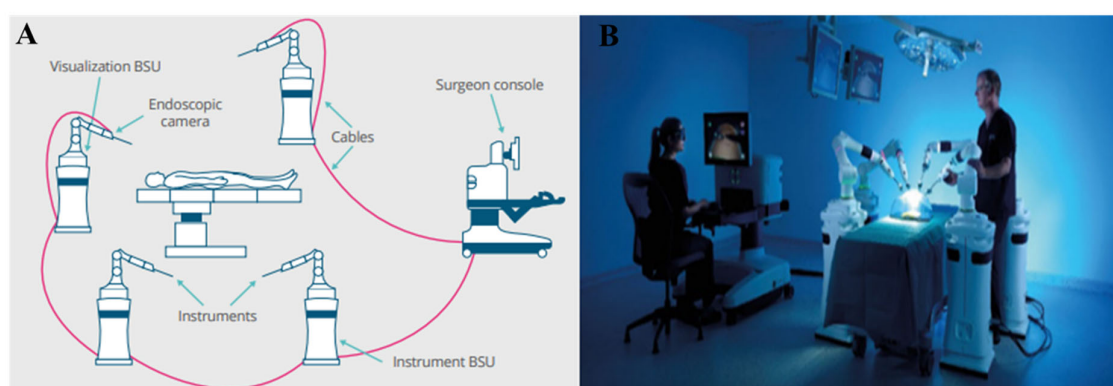 A
Visualization BSU
Endoscopic
camera
Cables
Surgeon console
Instruments
Instrument BSU
B